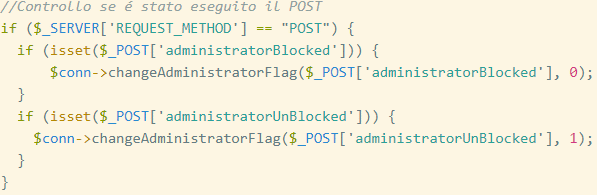 //Controllo se é stato eseguito il POST
if ($_SERVER['REQUEST_METHOD'] == "POST") {
  if (isset($_POST['administratorBlocked'])) {
      $conn->changeAdministratorFlag($_POST['administratorBlocked'], 0);
  }
  if (isset($_POST['administratorUnBlocked'])) {
    $conn->changeAdministratorFlag($_POST['administratorUnBlocked'], 1);
  }
}